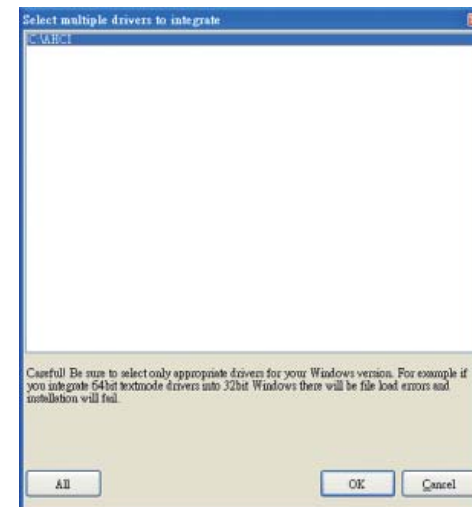 Select multiple drivers to integrate
C:\AHCI
Careful! Be sure to select only appropriate drivers for your Windows version. For example if
you integrate 64bit textmode drivers into 32bit Windows there will be file load errors and
installation will fail.
All
OK
Cancel